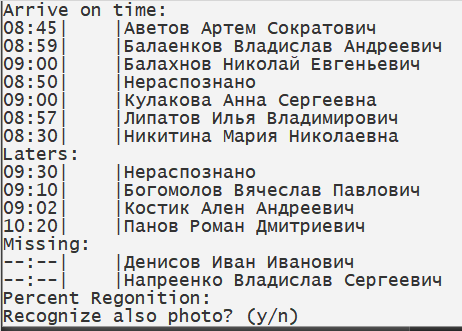 Arrive on time:
08:45|    |Аветов Артем Сократович
08:59|    |Балаенков Владислав Андреевич
09:00|    |Балахнов Николай Евгеньевич
08:50|    |Нераспознано
09:00|    |Кулакова Анна Сергеевна
08:57|    |Липатов Илья Владимирович
08:30|    |Никитина Мария Николаевна
Laters:
09:30|    |Нераспознано
09:10|    |Богомолов Вячеслав Павлович
09:02|    |Костик Ален Андреевич
10:20|    |Панов Роман Дмитриевич
Missing:
--:--|    |Денисов Иван Иванович
--:--|    |Напреенко Владислав Сергеевич
Percent Regonition:
Recognize also photo? (y/n)